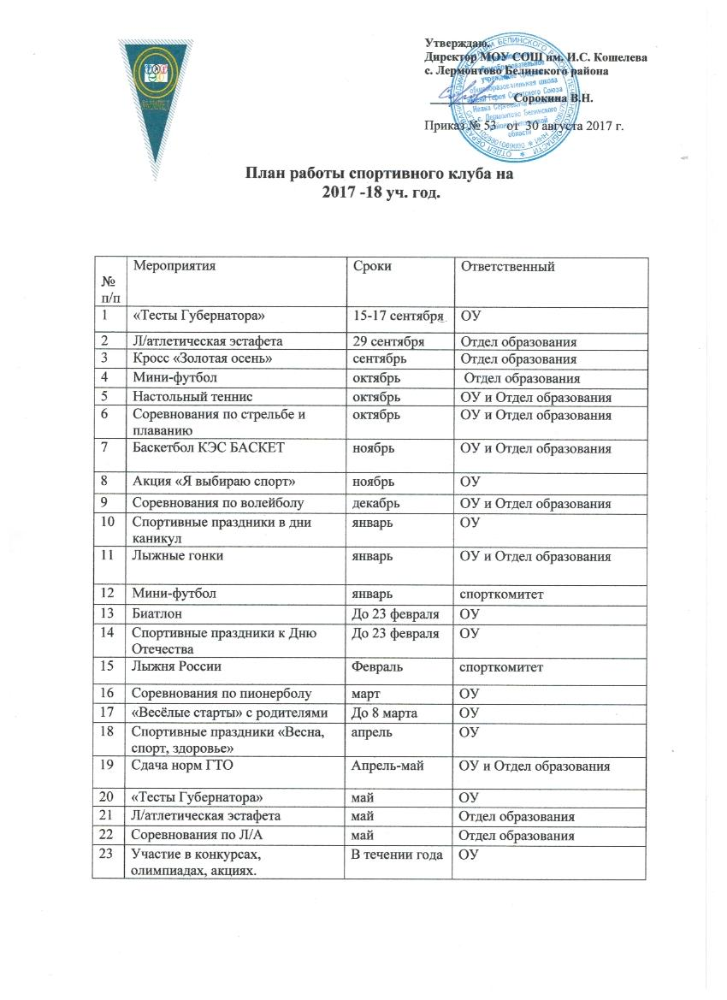 Утверждаю.
Директор МОУ СОШ им. И.С. Кошелева
с. Лермонтово Белинского района
Сорокина В.Н.
Приказ № 53 от 30 августа 2017 г.
План работы спортивного клуба на
2017 -18 уч. год.
№ п/п Мероприятия Сроки Ответственный
1 «Тесты Губернатора» 15-17 сентября ОУ
2 Л/атлетическая эстафета 29 сентября Отдел образования
3 Кросс «Золотая осень» сентябрь Отдел образования
4 Мини-футбол октябрь Отдел образования
5 Настольный теннис октябрь ОУ и Отдел образования
6 Соревнования по стрельбе и октябрь ОУ и Отдел образования
плаванию
7 Баскетбол КЭС БАСКЕТ ноябрь ОУ и Отдел образования
8 Акция «Я выбираю спорт» ноябрь ОУ
9 Соревнования по волейболу декабрь ОУ и Отдел образования
10 Спортивные праздники в дни январь ОУ
каникул
11 Лыжные гонки январь ОУ и Отдел образования
12 Мини-футбол январь спорткомитет
13 Биатлон До 23 февраля ОУ
14 Спортивные праздники к Дню До 23 февраля ОУ
Отечества
15 Лыжня России Февраль спорткомитет
16 Соревнования по пионерболу март ОУ
17 «Весёлые старты» с родителями До 8 марта ОУ
18 Спортивные праздники «Весна, апрель ОУ
спорт, здоровье»
19 Сдача норм ГТО Апрель-май ОУ и Отдел образования
20 «Тесты Губернатора» май ОУ
21 Л/атлетическая эстафета май Отдел образования
22 Соревнования по Л/А май Отдел образования
23 Участие в конкурсах, В течении года ОУ
олимпиадах, акциях.